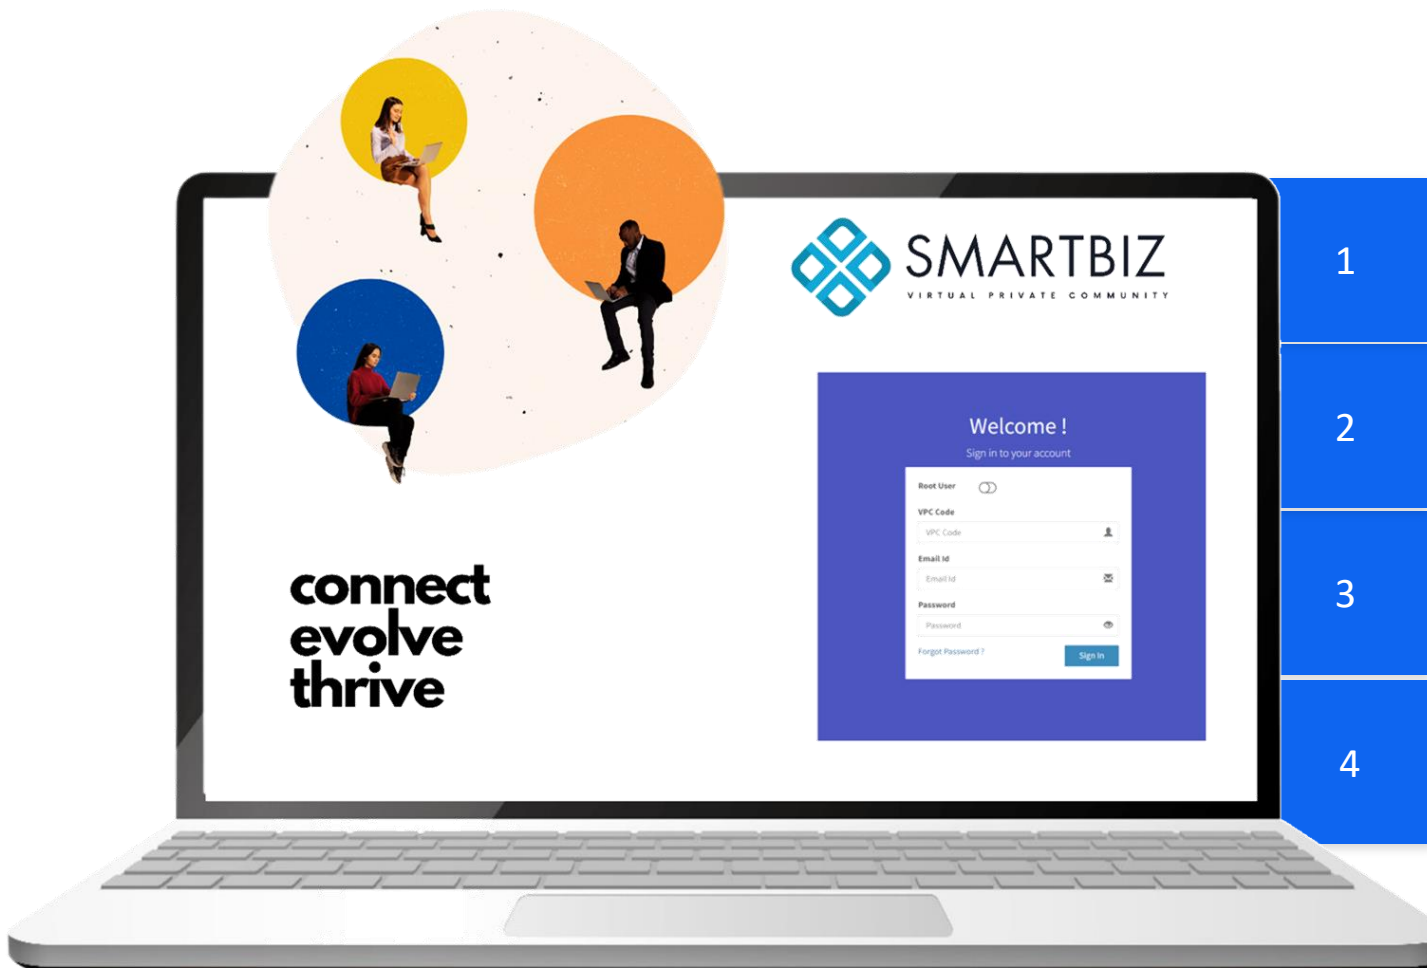 SMARTBIZ
VIRTUAL PRIVATE COMMUNITY
Welcome !
Sign in to your account
Root User
VPC Code
VPC Code
Email Id
Email Id
Password
Password
Forgot Password ?
Sign In
connect
evolve
thrive
1
2
3
4